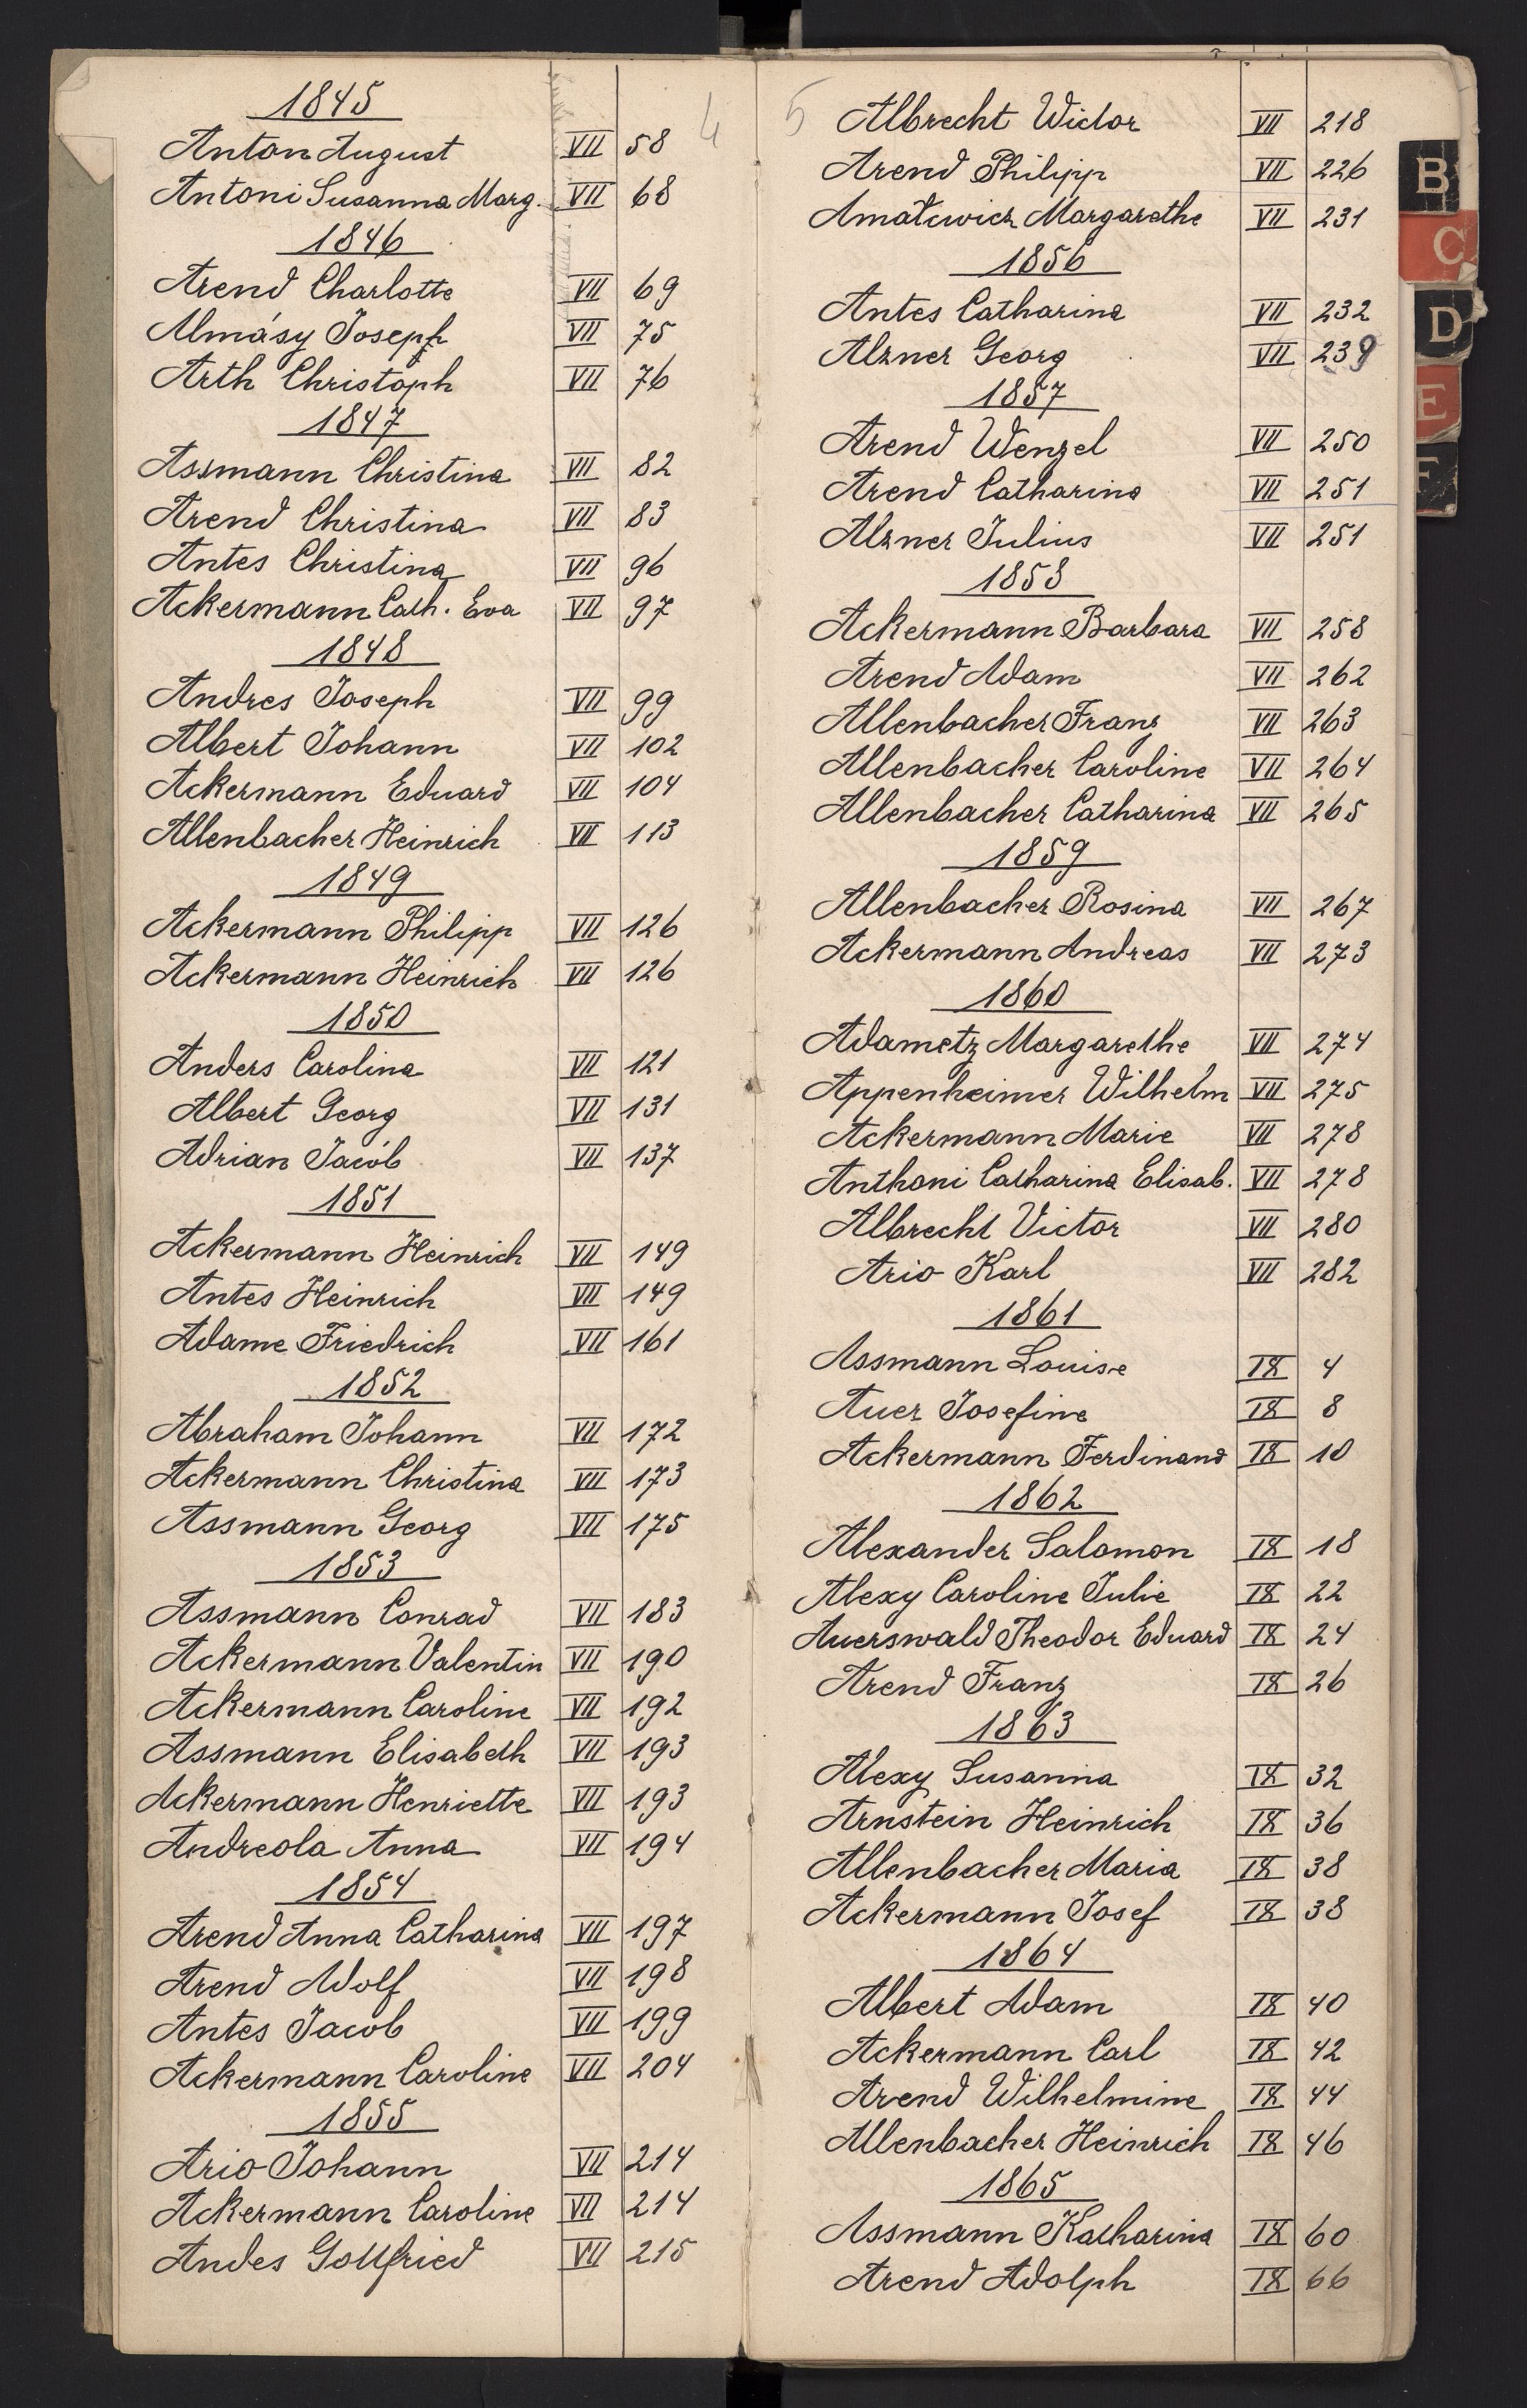 4
1845
Anton August VII 58
Antoni Susanna Marg. VII 68
1846
Arend Charlotte VII 69
Almásy Joseph VII 75
Arth Christoph VII 76
1847
Assmann Christina VII 82
Arend Christina VII 83
Antes Christina VII 96
Ackermann Cath. Eva VII 97
1848
Andres Joseph VII 99
Albert Johann VII 102
Ackermann Eduard VII 104
Allenbacher Heinrich VII 113
1849
Ackermann Philipp VII 126
Ackermann Heinrich VII 126
1850
Anders Carolina VII 121
Albert Georg VII 131
Adrian Jacob VII 137
1851
Ackermann Heinrich VII 149
Antes Heinrich VII 149
Adame Friedrich VII 161
1852
Abraham Johann VII 172
Ackermann Christina VII 173
Assmann Georg VII 175
1853
Assmann Conrad VII 183
Ackermann Valentin VII 190
Ackermann Caroline VII 192
Assmann Elisabeth VII 193
Ackermann Henriette VII 193
Andreola Anna VII 194
1854
Arend Anna Catharina VII 197
Arend Adolf VII 198
Antes Jacob VII 199
Ackermann Caroline VII 204
1855
Ario Johann VII 214
Ackermann Caroline VII 214
Andes Gottfried VII 215
5
Albrecht Wictor VII 218
Arend Philipp VII 226
Amatewicz Margarethe VII 231
1856
Antes Catharina VII 232
Alzner Georg VII 239
1857
Arend Wenzel VII 250
Arend Catharina VII 251
Alzner Julius VII 251
1858
Ackermann Barbara VII 258
Arend Adam VII 262
Allenbacher Franz VII 263
Allenbacher Caroline VII 264
Allenbacher Catharina VII 265
1859
Allenbacher Rosina VII 267
Ackermann Andreas VII 273
1860
Adametz Margarethe VII 274
Appenheimer Wilhelm VII 275
Ackermann Marie VII 278
Anthoni Catharina Elisab. VII 278
Albrecht Victor VII 280
Ario Karl VII 282
1861
Assmann Louise IX 4
Auer Josefine IX 8
Ackermann Ferdinand IX 10
1862
Alexander Salomon IX 18
Alexy Caroline Julie IX 22
Auerswald Theodor Eduard IX 24
Arend Franz IX 26
1863
Alexy Susanna IX 32
Arnstein Heinrich IX 36
Allenbacher Maria IX 38
Ackermann Josef IX 38
1864
Albert Adam IX 40
Ackermann Carl IX 42
Arend Wilhelmine IX 44
Allenbacher Heinrich IX 46
1865
Assmann Katharina IX 60
Arend Adolph IX 66
B
C
D
E
F